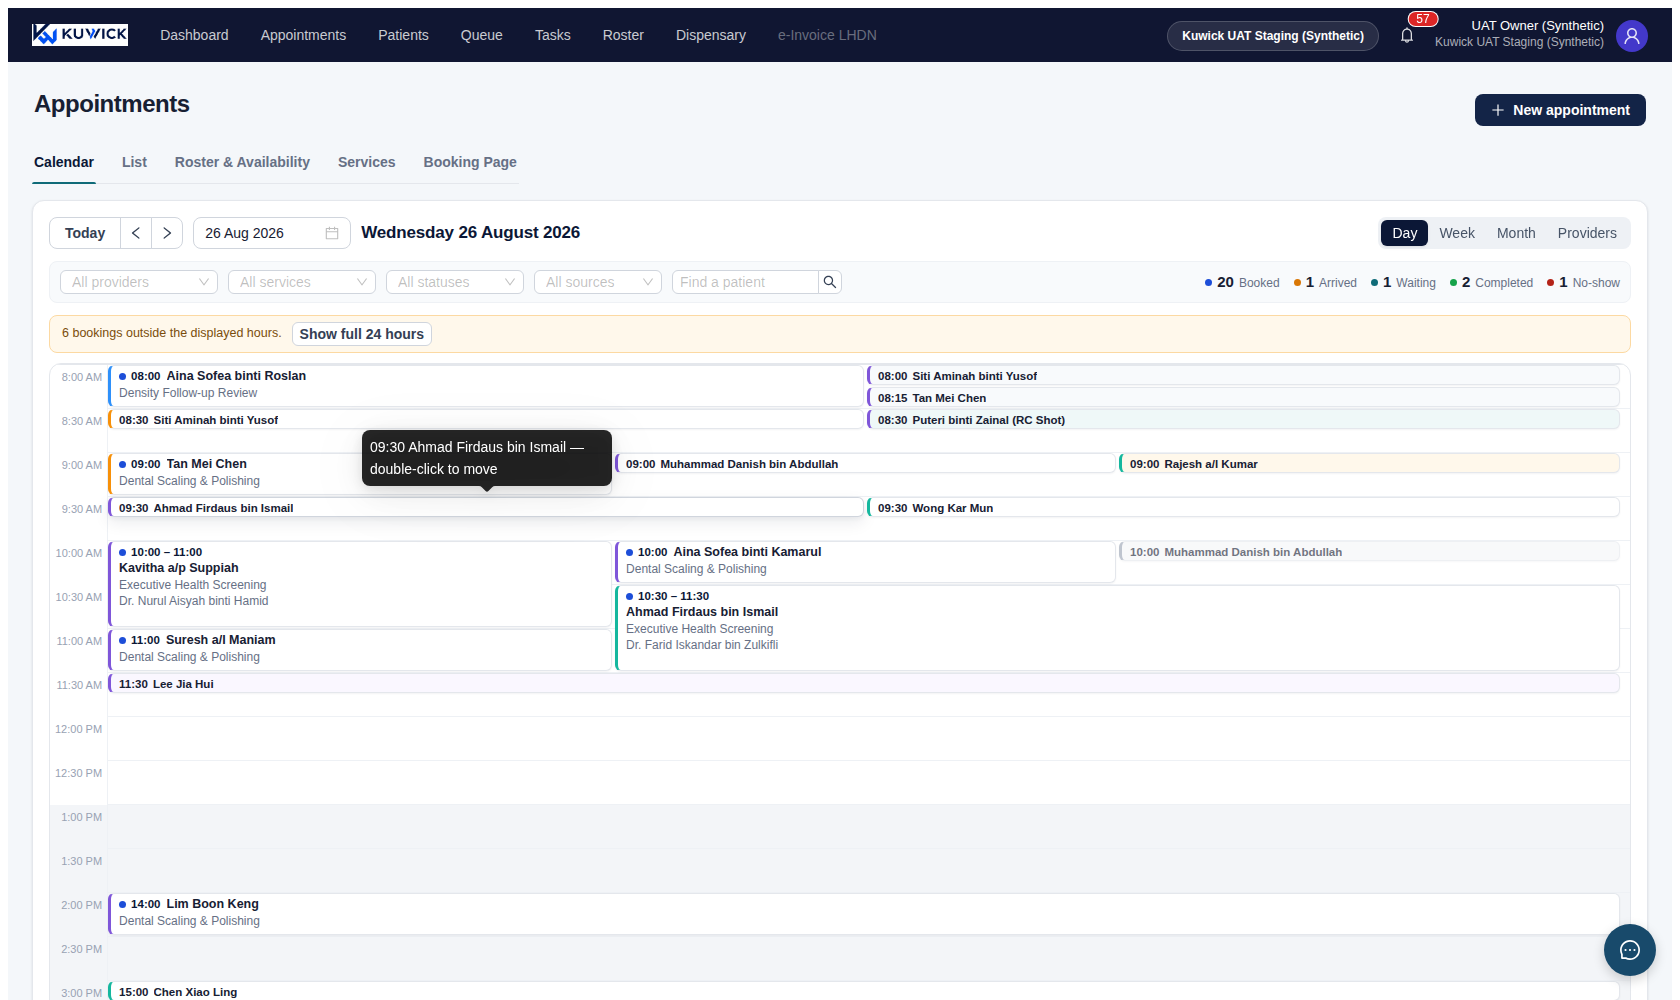 KUWICK Dashboard Appointments Patients Queue Tasks Roster Dispensary e-Invoice LHDN Kuwick UAT Staging (Synthetic) 57 UAT Owner (Synthetic)
Kuwick UAT Staging (Synthetic)
Appointments
New appointment
Calendar List Roster & Availability Services Booking Page
Today 26 Aug 2026 Wednesday 26 August 2026 Day Week Month Providers
All providers All services All statuses All sources Find a patient 20 Booked 1 Arrived 1 Waiting 2 Completed 1 No-show
6 bookings outside the displayed hours. Show full 24 hours
8:00 AM 08:00 Aina Sofea binti Roslan 08:00 Siti Aminah binti Yusof
Density Follow-up Review
08:15 Tan Mei Chen
8:30 AM 08:30 Siti Aminah binti Yusof 08:30 Puteri binti Zainal (RC Shot)
09:30 Ahmad Firdaus bin Ismail —
double-click to move
9:00 AM 09:00 Tan Mei Chen 09:00 Muhammad Danish bin Abdullah 09:00 Rajesh a/l Kumar
Dental Scaling & Polishing
9:30 AM 09:30 Ahmad Firdaus bin Ismail 09:30 Wong Kar Mun
10:00 AM 10:00 – 11:00 10:00 Aina Sofea binti Kamarul 10:00 Muhammad Danish bin Abdullah
Kavitha a/p Suppiah Dental Scaling & Polishing
Executive Health Screening
10:30 AM Dr. Nurul Aisyah binti Hamid 10:30 – 11:30
Ahmad Firdaus bin Ismail
Executive Health Screening
Dr. Farid Iskandar bin Zulkifli
11:00 AM 11:00 Suresh a/l Maniam
Dental Scaling & Polishing
11:30 AM 11:30 Lee Jia Hui
12:00 PM
12:30 PM
1:00 PM
1:30 PM
2:00 PM 14:00 Lim Boon Keng
Dental Scaling & Polishing
2:30 PM
3:00 PM 15:00 Chen Xiao Ling